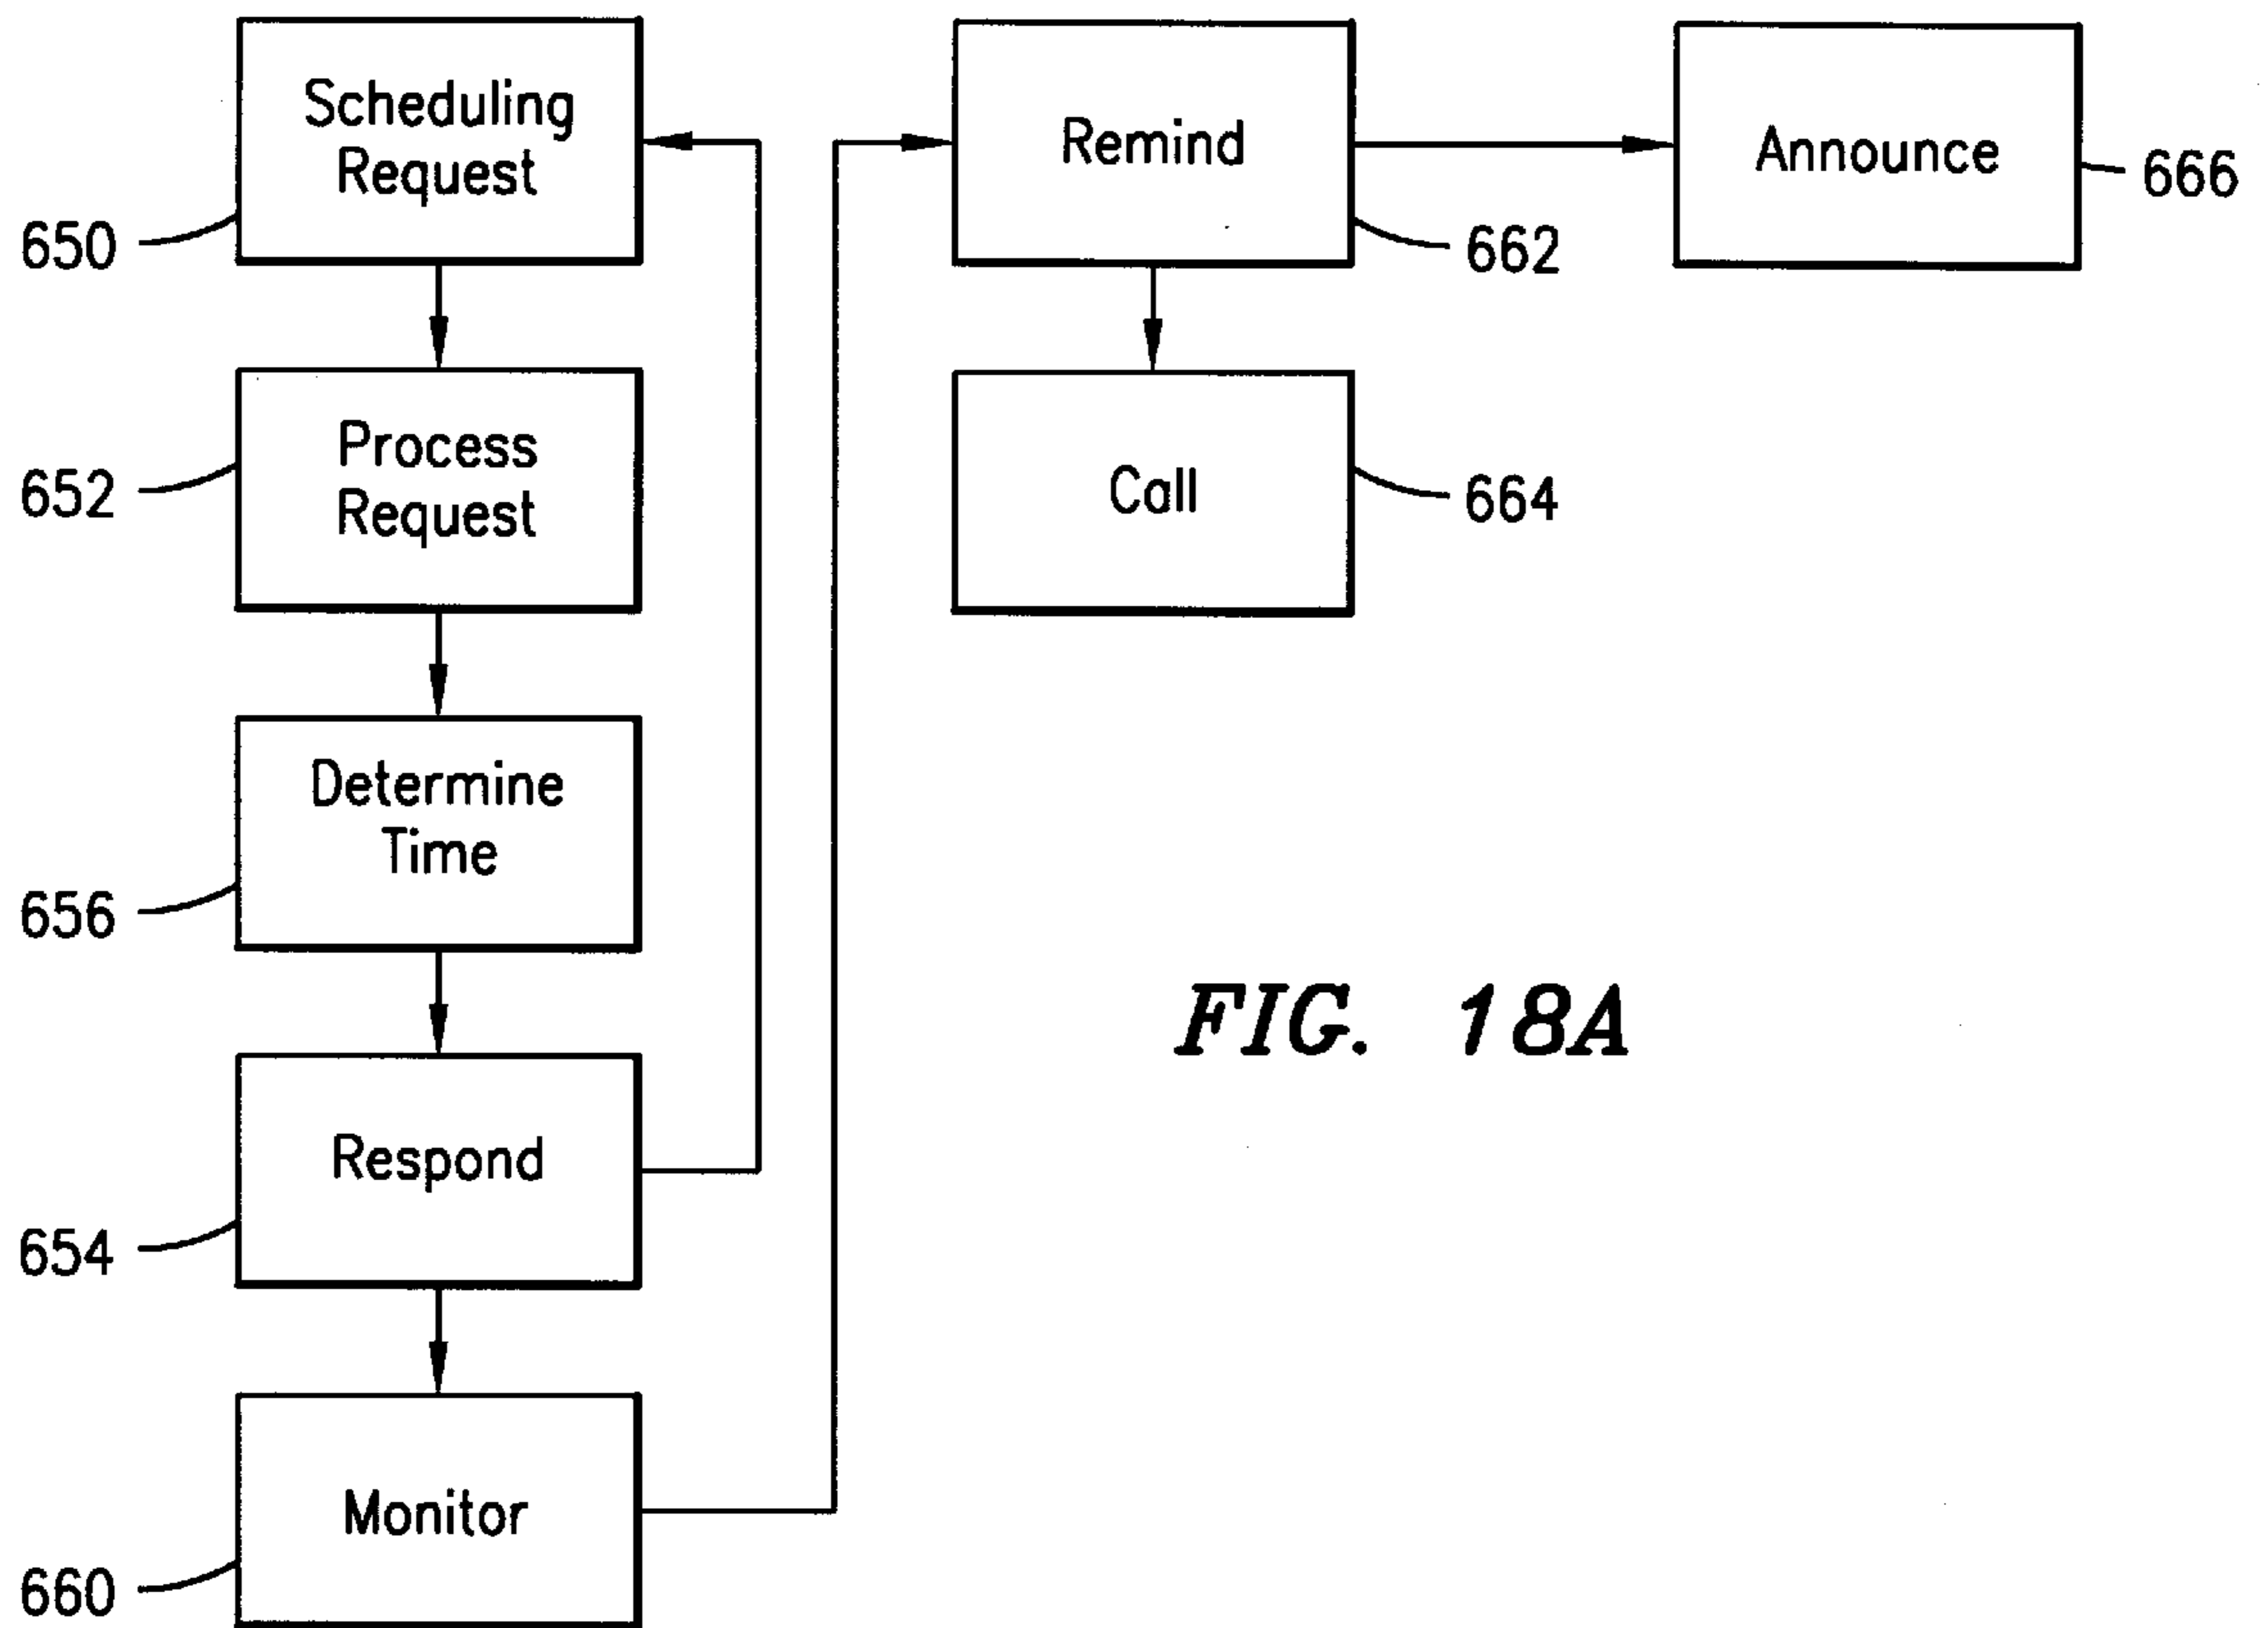 Scheduling
Request
650
Process
Request
652
Determine
Time
656
Respond
654
Monitor
660
Remind
662
Call
664
Announce
666
FIG. 18A